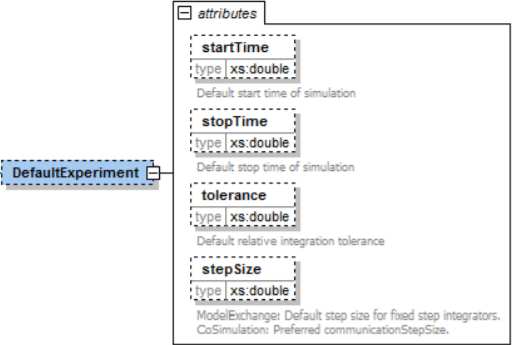 attributes
startTime
type xs:double
Default start time of simulation
stopTime
type xs:double
Default stop time of simulation
DefaultExperiment
tolerance
type xs:double
Default relative integration tolerance
stepSize
type xs:double
ModelExchange: Default step size for fixed step integrators.
CoSimulation: Preferred communicationStepSize.